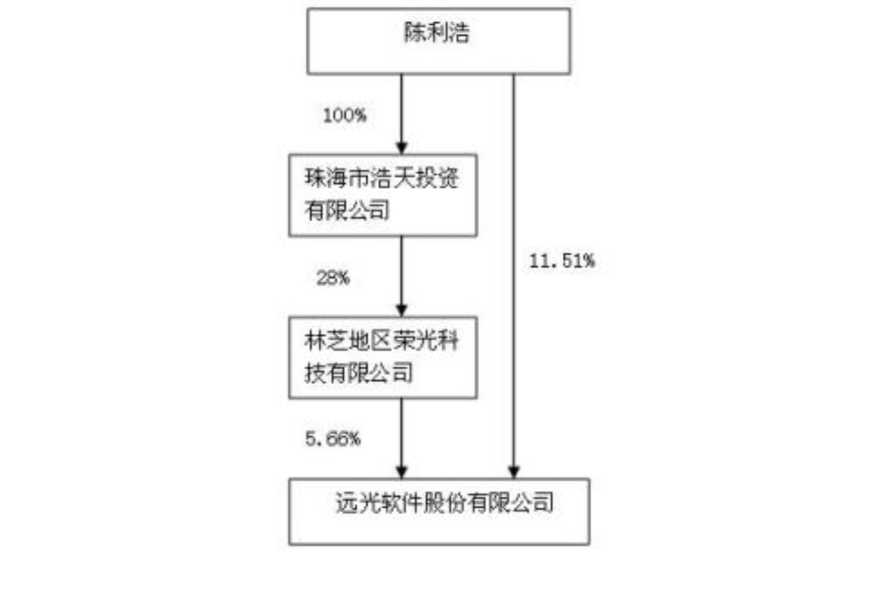 陈利浩
100%
珠海市浩天投资
有限公司
11.51%
28%
林芝地区荣光科
技有限公司
5.66%
远光软件股份有限公司